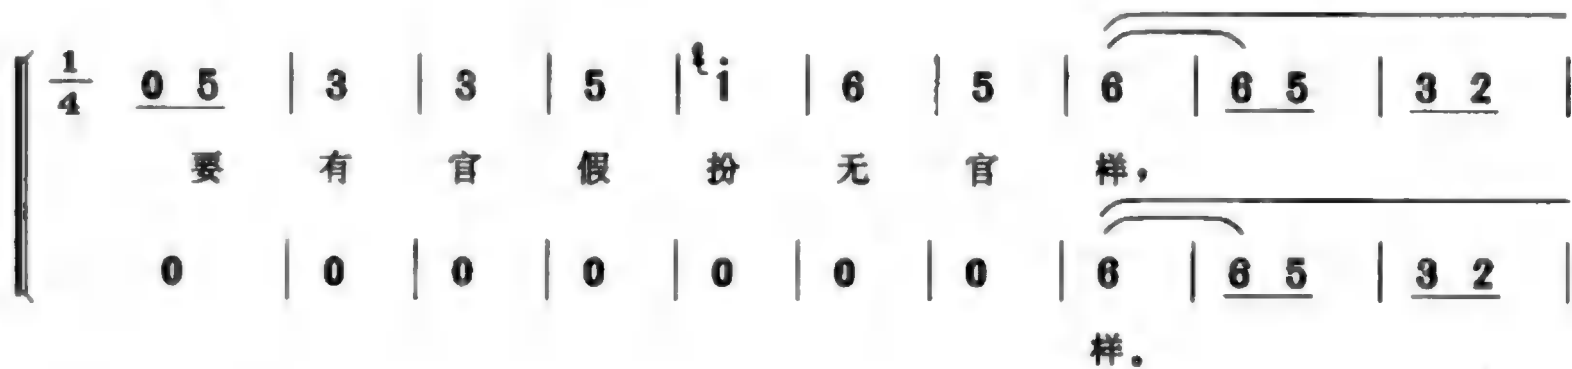 1/4 0 5 | 3 | 3 | 5 | i | 6 | 5 | 6 | 6 5 | 3 2 |
要 有 官 假 扮 无 官 样，
0 | 0 | 0 | 0 | 0 | 0 | 0 | 6 | 6 5 | 3 2 |
样。